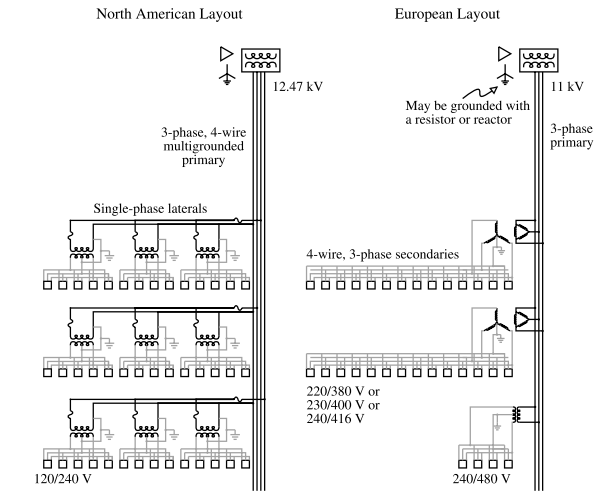 North American Layout
European Layout
12.47 kV
11 kV
May be grounded with
a resistor or reactor
3-phase, 4-wire
multigrounded
primary
3-phase
primary
Single-phase laterals
4-wire, 3-phase secondaries
220/380 V or
230/400 V or
240/416 V
120/240 V
240/480 V